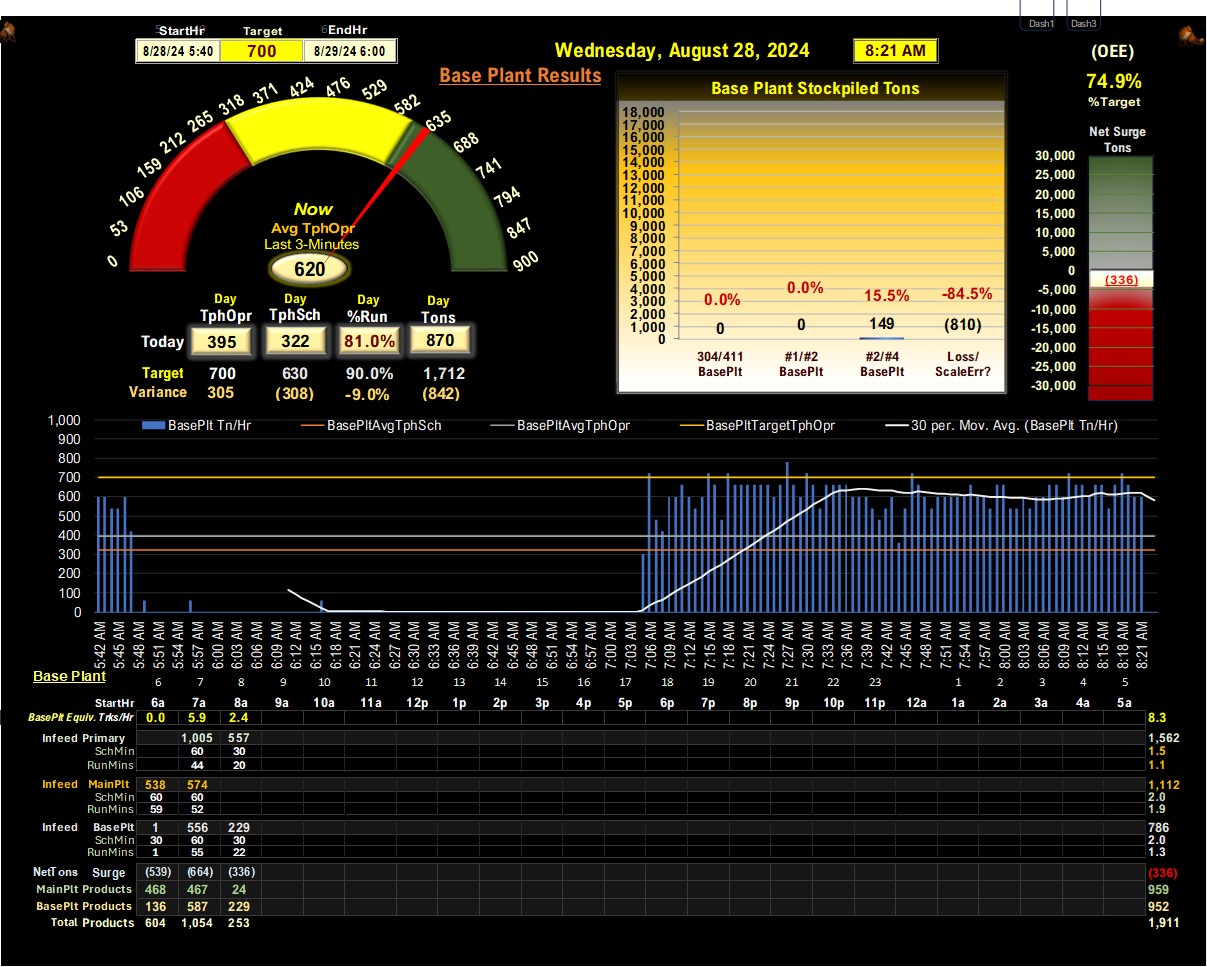 Dash1 Dash3
StartHr Target EndHr
8/28/24 5:40 700 8/29/24 6:00
Wednesday, August 28, 2024 8:21 AM
(OEE)
74.9%
%Target
Base Plant Results
0 53 106 159 212 265 318 371 424 476 529 582 635 688 741 794 847 900
Now
Avg TphOpr
Last 3-Minutes
620
Day TphOpr Day TphSch Day %Run Day Tons
Today 395 322 81.0% 870
Target 700 630 90.0% 1,712
Variance 305 (308) -9.0% (842)
Base Plant Stockpiled Tons
18,000
17,000
16,000
15,000
14,000
13,000
12,000
11,000
10,000
9,000
8,000
7,000
6,000
5,000
4,000
3,000
2,000
1,000
0
0.0% 0.0% 15.5% -84.5%
0 0 149 (810)
304/411 #1/#2 #2/#4 Loss/
BasePlt BasePlt BasePlt ScaleErr?
Net Surge
Tons
30,000
25,000
20,000
15,000
10,000
5,000
0
(336)
-5,000
-10,000
-15,000
-20,000
-25,000
-30,000
BasePlt Tn/Hr BasePltAvgTphSch BasePltAvgTphOpr BasePltTargetTphOpr 30 per. Mov. Avg. (BasePlt Tn/Hr)
1,000
900
800
700
600
500
400
300
200
100
0
5:42 AM 5:45 AM 5:48 AM 5:51 AM 5:54 AM 5:57 AM 6:00 AM 6:03 AM 6:06 AM 6:09 AM 6:12 AM 6:15 AM 6:18 AM 6:21 AM 6:24 AM 6:27 AM 6:30 AM 6:33 AM 6:36 AM 6:39 AM 6:42 AM 6:45 AM 6:48 AM 6:51 AM 6:54 AM 6:57 AM 7:00 AM 7:03 AM 7:06 AM 7:09 AM 7:12 AM 7:15 AM 7:18 AM 7:21 AM 7:24 AM 7:27 AM 7:30 AM 7:33 AM 7:36 AM 7:39 AM 7:42 AM 7:45 AM 7:48 AM 7:51 AM 7:54 AM 7:57 AM 8:00 AM 8:03 AM 8:06 AM 8:09 AM 8:12 AM 8:15 AM 8:18 AM 8:21 AM
Base Plant
6 7 8 9 10 11 12 13 14 15 16 17 18 19 20 21 22 23 1 2 3 4 5
StartHr 6a 7a 8a 9a 10a 11a 12p 1p 2p 3p 4p 5p 6p 7p 8p 9p 10p 11p 12a 1a 2a 3a 4a 5a
BasePlt Equiv. Trks/Hr 0.0 5.9 2.4 8.3
Infeed Primary 1,005 557 1,562
SchMin 60 30 1.5
RunMins 44 20 1.1
Infeed MainPlt 538 574 1,112
SchMin 60 60 2.0
RunMins 59 52 1.9
Infeed BasePlt 1 556 229 786
SchMin 30 60 30 2.0
RunMins 1 55 22 1.3
NetTons Surge (539) (664) (336) (336)
MainPlt Products 468 467 24 959
BasePlt Products 136 587 229 952
Total Products 604 1,054 253 1,911